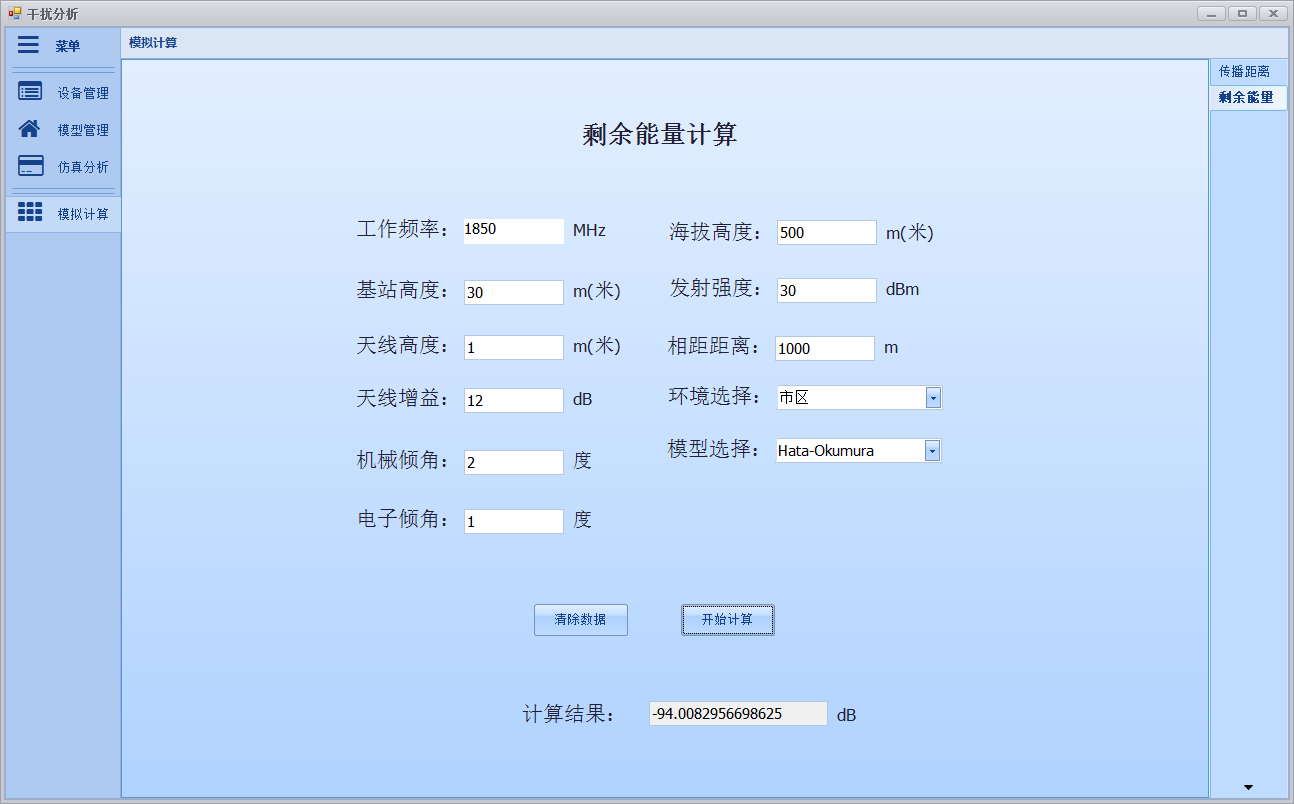 干扰分析
菜单
模拟计算
设备管理
模型管理
仿真分析
模拟计算
传播距离
剩余能量
剩余能量计算
工作频率： 1850 MHz
海拔高度： 500 m(米)
基站高度： 30 m(米)
发射强度： 30 dBm
天线高度： 1 m(米)
相距距离： 1000 m
天线增益： 12 dB
环境选择： 市区
机械倾角： 2 度
模型选择： Hata-Okumura
电子倾角： 1 度
清除数据
开始计算
计算结果： -94.0082956698625 dB